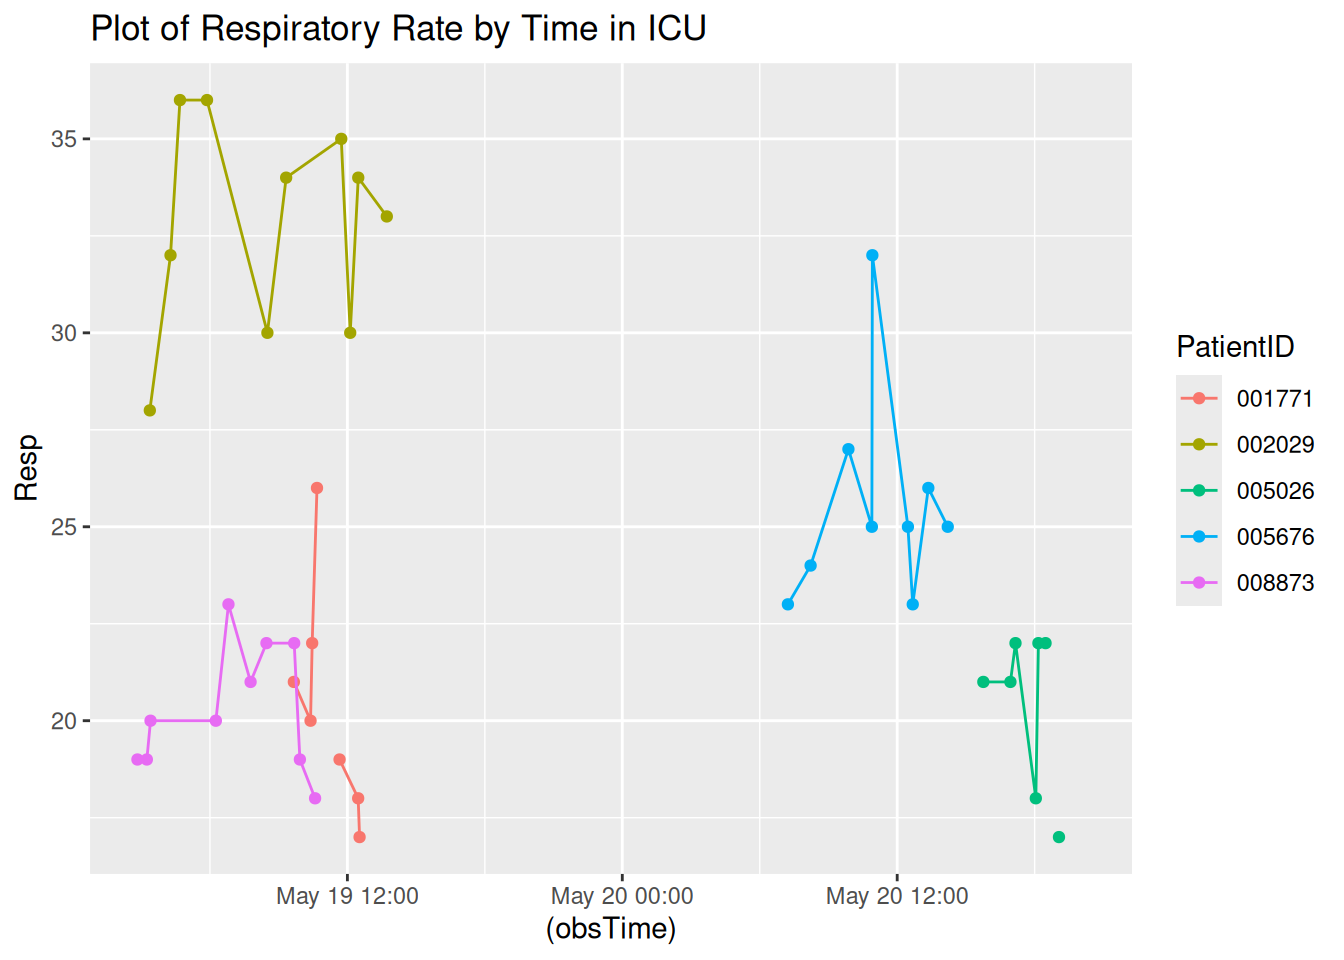 Plot of Respiratory Rate by Time in ICU
35
30
25
20
Resp
May 19 12:00
May 20 00:00
May 20 12:00
(obsTime)
PatientID
001771
002029
005026
005676
008873